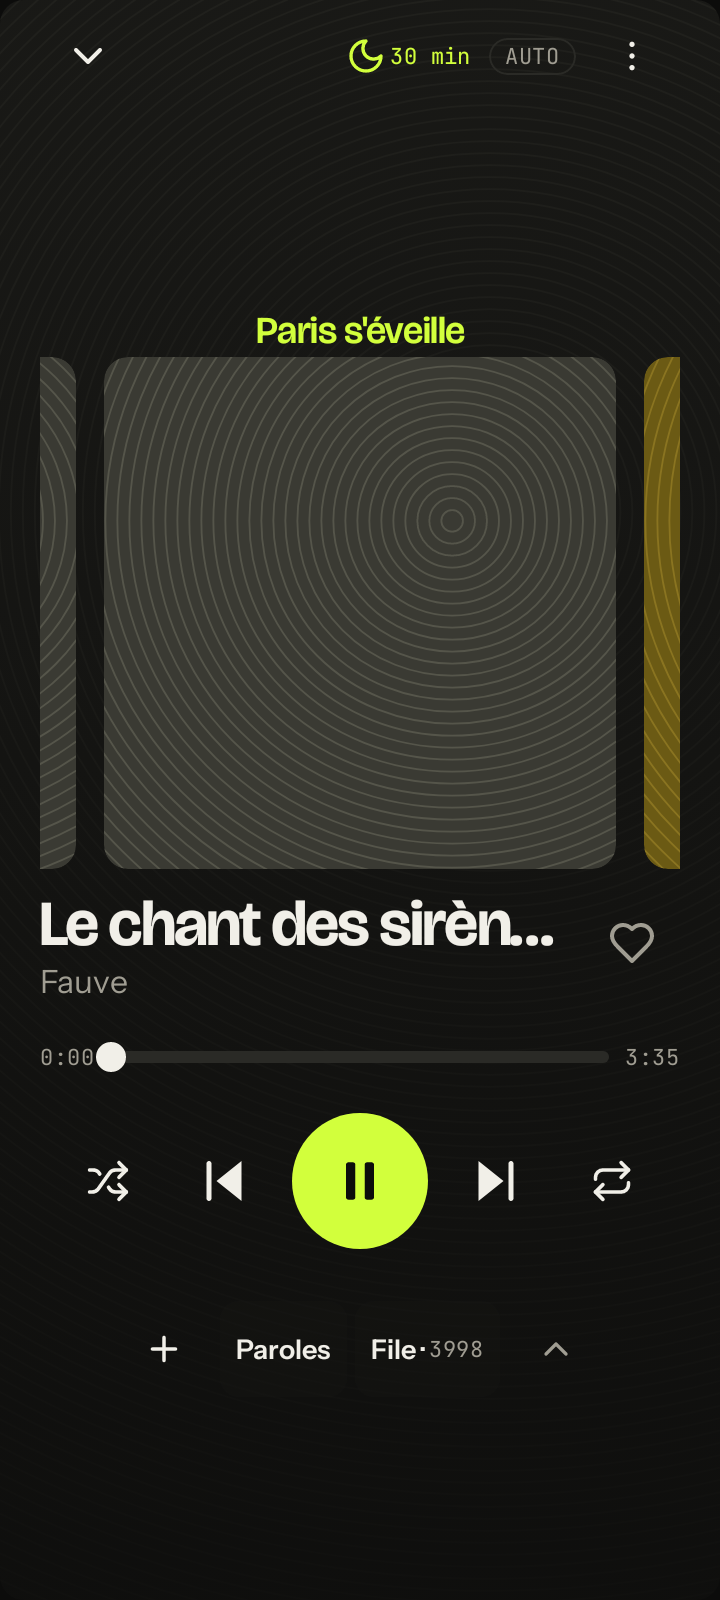 30 min AUTO
Paris s'éveille
Le chant des sirèn...
Fauve
0:00 3:35
Paroles File·3998